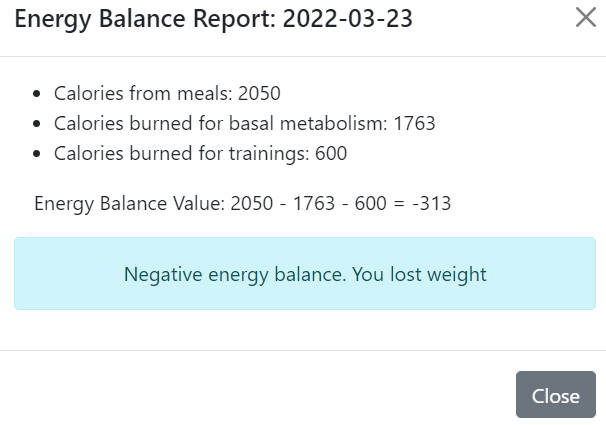 Energy Balance Report: 2022-03-23
Calories from meals: 2050
Calories burned for basal metabolism: 1763
Calories burned for trainings: 600
Energy Balance Value: 2050 - 1763 - 600 = -313
Negative energy balance. You lost weight
Close